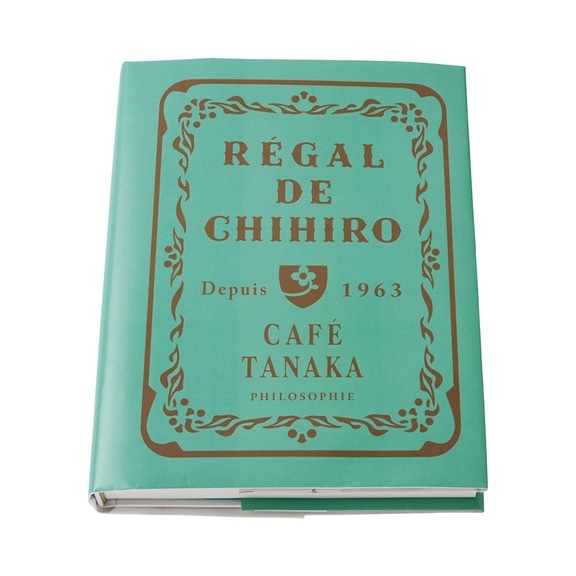 RÉGAL
DE
CHIHIRO
Depuis 1963
CAFÉ
TANAKA
PHILOSOPHIE